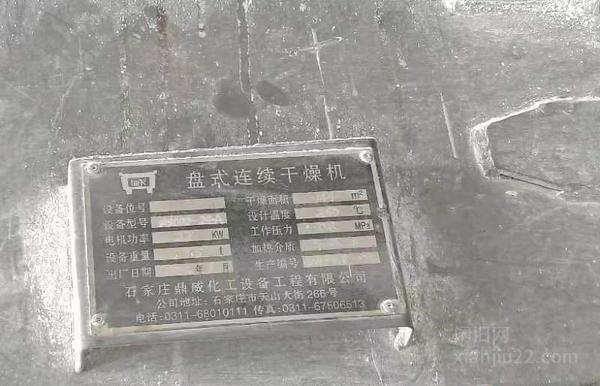 盘式连续干燥机
设备位号 干燥面积 m²
设备型号 设计温度 ℃
电机功率 KW 工作压力 MPa
设备重量 t 加热介质
出厂日期 年 月 生产编号
石家庄鼎威化工设备工程有限公司
公司地址：石家庄市天山大街266号
电话：0311-68010111 传真：0311-67506513
闲旧网
xianjiu22.com